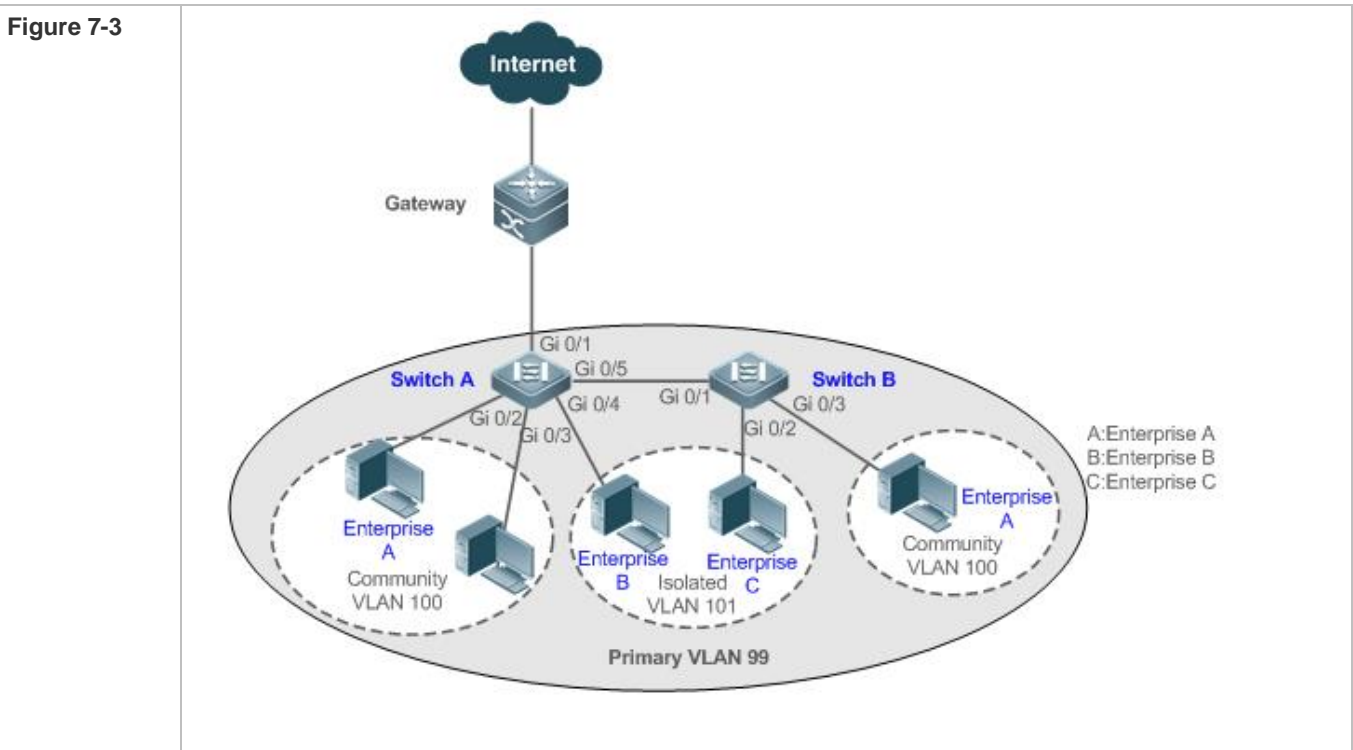 Figure 7-3
Internet
Gateway
Gi 0/1
Switch A
Gi 0/5
Switch B
Gi 0/2
Gi 0/3
Gi 0/4
Gi 0/1
Gi 0/2
Gi 0/3
A:Enterprise A
B:Enterprise B
C:Enterprise C
Enterprise
A
Community
VLAN 100
Enterprise
B
Isolated
VLAN 101
Enterprise
C
Enterprise
A
Community
VLAN 100
Primary VLAN 99